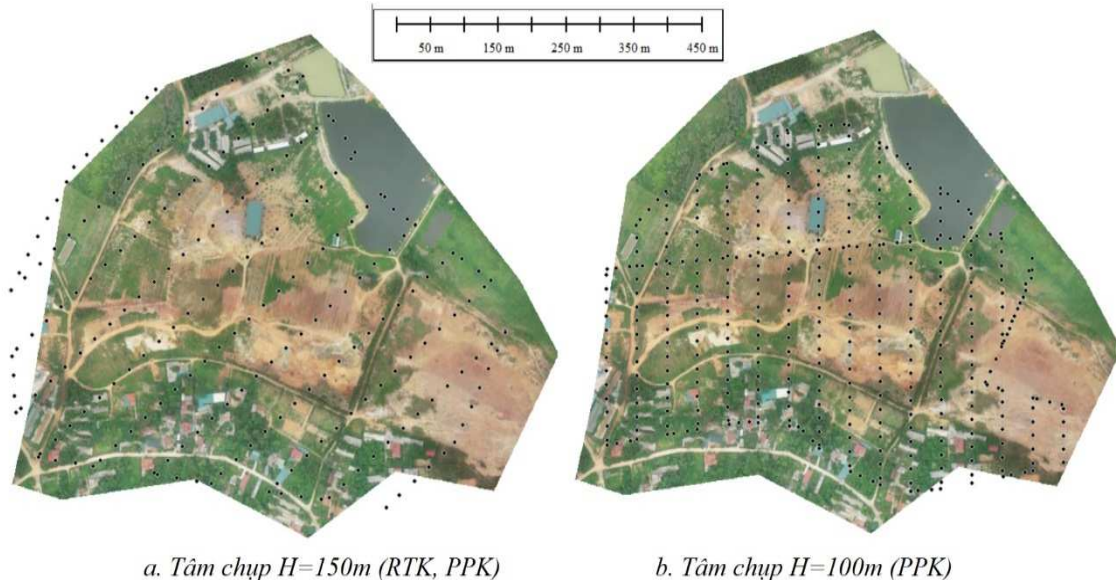 50 m 150 m 250 m 350 m 450 m
a. Tâm chụp H=150m (RTK, PPK)
b. Tâm chụp H=100m (PPK)